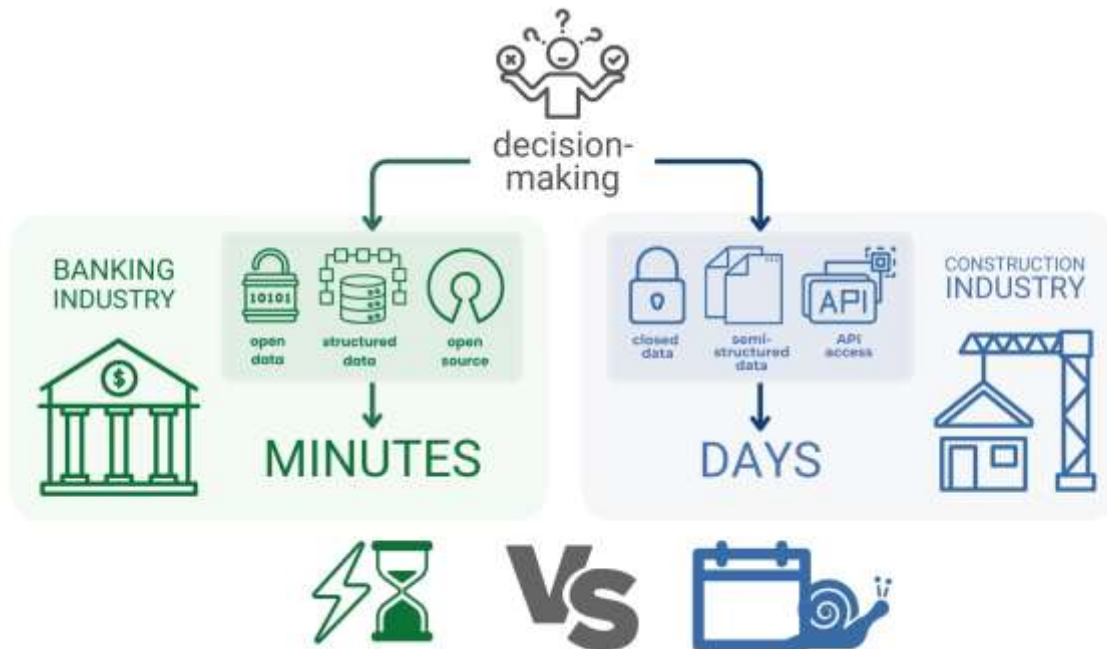 ?
?
?
decision-
making
BANKING
INDUSTRY
10101
open
data
structured
data
open
source
$
MINUTES
closed
data
semi-
structured
data
API
API
access
CONSTRUCTION
INDUSTRY
DAYS
VS